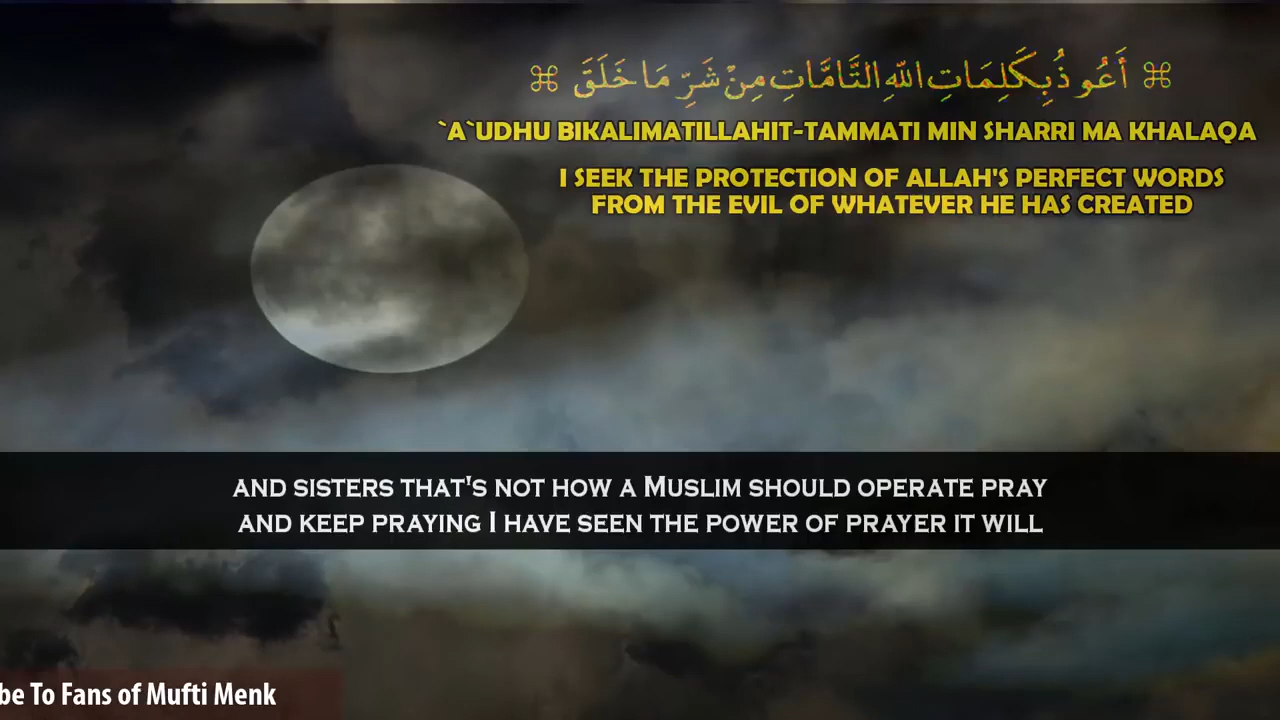 ⌘ أَعُوذُ بِكَلِمَاتِ اللهِ التَّامَّاتِ مِنْ شَرِّ مَا خَلَقَ ⌘
`A`UDHU BIKALIMATILLAHIT-TAMMATI MIN SHARRI MA KHALAQA
I SEEK THE PROTECTION OF ALLAH'S PERFECT WORDS
FROM THE EVIL OF WHATEVER HE HAS CREATED
AND SISTERS THAT'S NOT HOW A MUSLIM SHOULD OPERATE PRAY
AND KEEP PRAYING I HAVE SEEN THE POWER OF PRAYER IT WILL
be To Fans of Mufti Menk